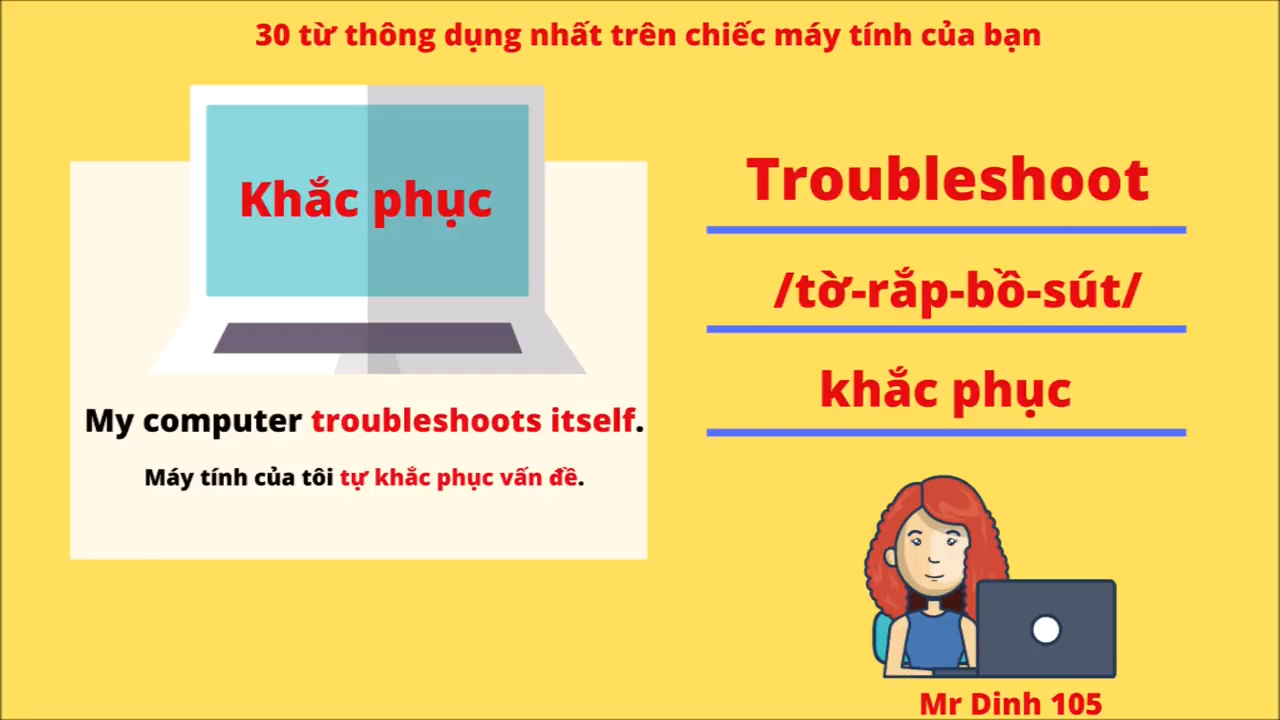 30 từ thông dụng nhất trên chiếc máy tính của bạn
Khắc phục
My computer troubleshoots itself.
Máy tính của tôi tự khắc phục vấn đề.
Troubleshoot
/tờ-rắp-bồ-sút/
khắc phục
Mr Dinh 105